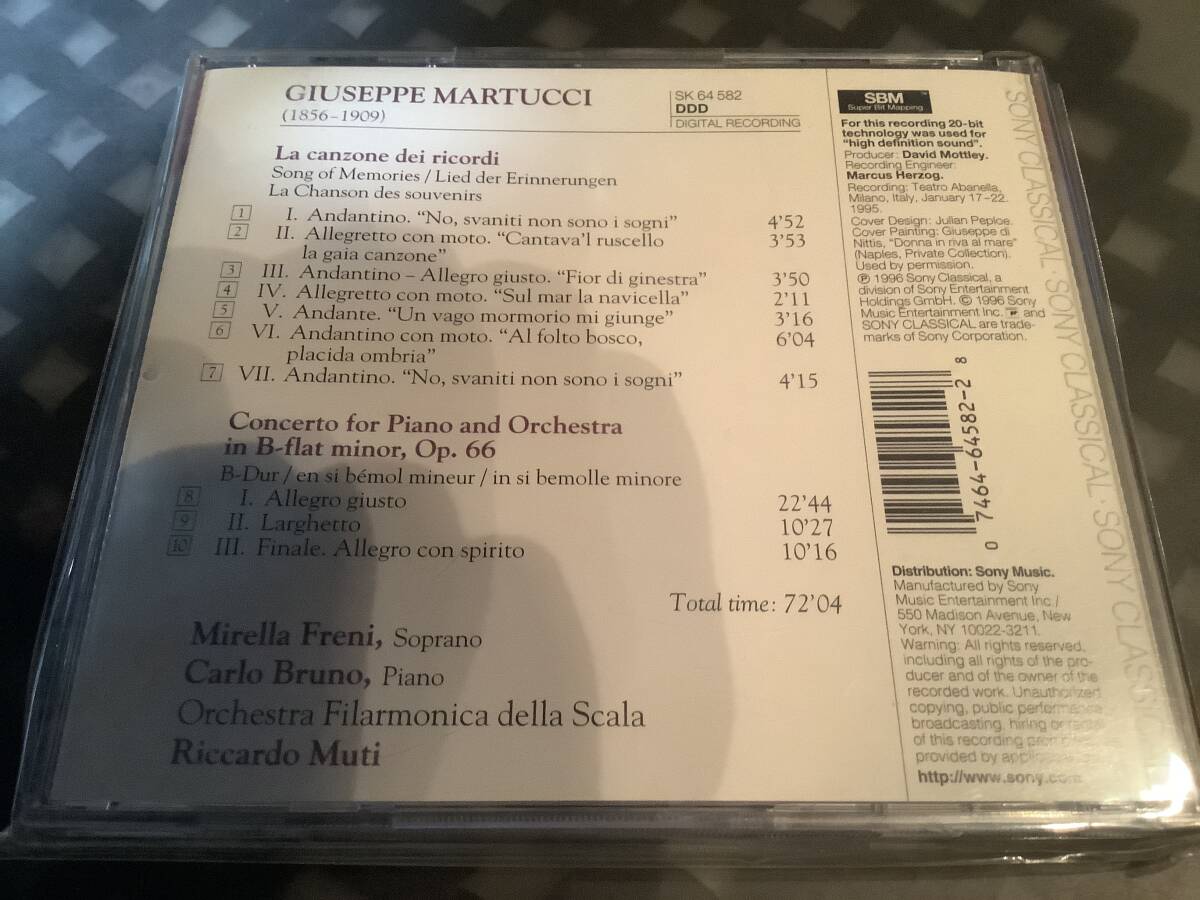 GIUSEPPE MARTUCCI
(1856–1909)
SK 64 582
DDD
DIGITAL RECORDING
La canzone dei ricordi
Song of Memories / Lied der Erinnerungen
La Chanson des souvenirs
1 I. Andantino. “No, svaniti non sono i sogni” 4'52
2 II. Allegretto con moto. “Cantava'l ruscello 3'53
la gaia canzone”
3 III. Andantino – Allegro giusto. “Fior di ginestra” 3'50
4 IV. Allegretto con moto. “Sul mar la navicella” 2'11
5 V. Andante. “Un vago mormorio mi giunge” 3'16
6 VI. Andantino con moto. “Al folto bosco, 6'04
placida ombria”
7 VII. Andantino. “No, svaniti non sono i sogni” 4'15
Concerto for Piano and Orchestra
in B-flat minor, Op. 66
B-Dur / en si bémol mineur / in si bemolle minore
8 I. Allegro giusto 22'44
9 II. Larghetto 10'27
10 III. Finale. Allegro con spirito 10'16
Total time: 72'04
Mirella Freni, Soprano
Carlo Bruno, Piano
Orchestra Filarmonica della Scala
Riccardo Muti
SBM™
Super Bit Mapping
For this recording 20-bit
technology was used for
“high definition sound”.
Producer: David Mottley.
Recording Engineer:
Marcus Herzog.
Recording: Teatro Abanella,
Milano, Italy, January 17–22.
1995.
Cover Design: Julian Peploe.
Cover Painting: Giuseppe di
Nittis, “Donna in riva al mare”
(Naples, Private Collection).
Used by permission.
℗ 1996 Sony Classical, a
division of Sony Entertainment
Holdings GmbH. © 1996 Sony
Music Entertainment Inc. and
SONY CLASSICAL are trade-
marks of Sony Corporation.
0 7464-64582-2 8
Distribution: Sony Music.
Manufactured by Sony
Music Entertainment Inc./
550 Madison Avenue, New
York, NY 10022-3211.
Warning: All rights reserved,
including all rights of the pro-
ducer and of the owner of the
recorded work. Unauthorized
copying, public performance
broadcasting, hiring or
of this recording
provided by
http://www.sony.com
SONY CLASSICAL · SONY CLASSICAL · SONY CLASSICAL · SONY CLASSICAL